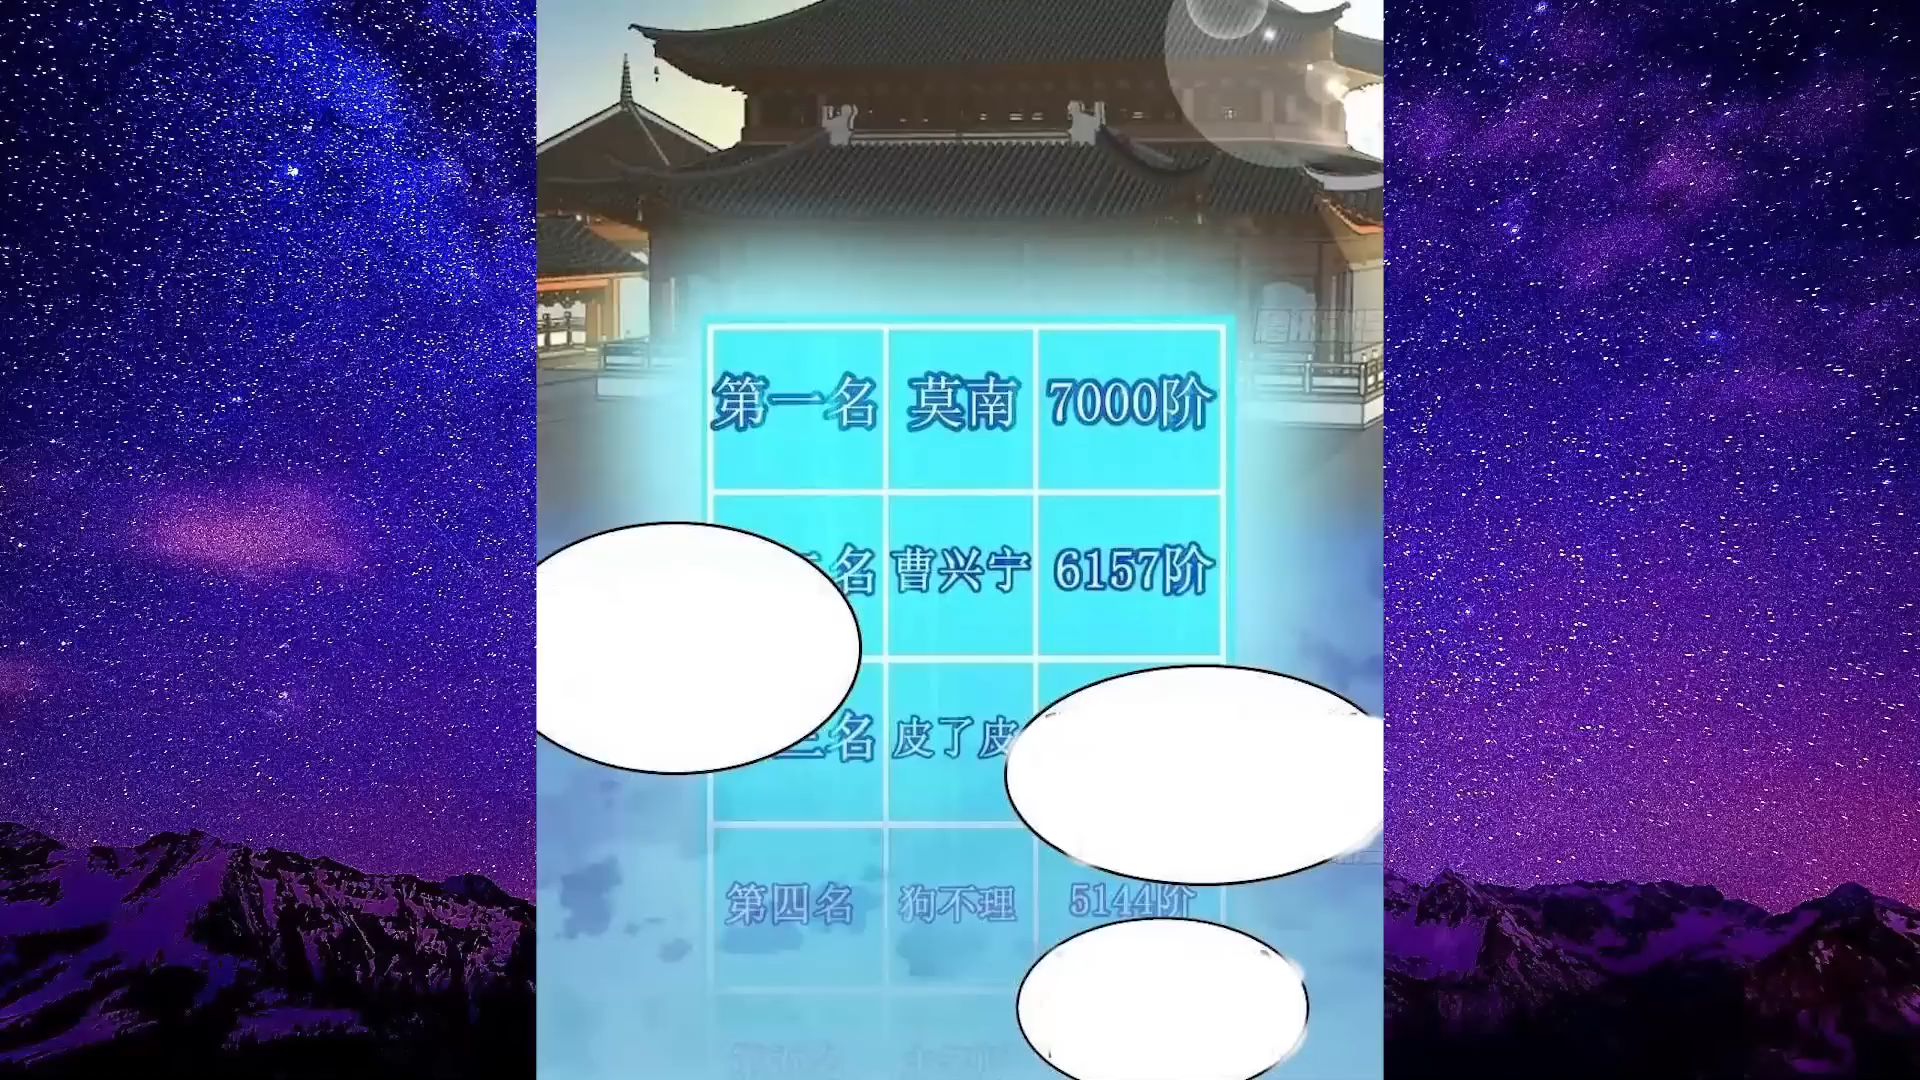 第一名 莫南 7000阶
名 曹兴宁 6157阶
三名 皮了皮
第四名 狗不理 5144阶